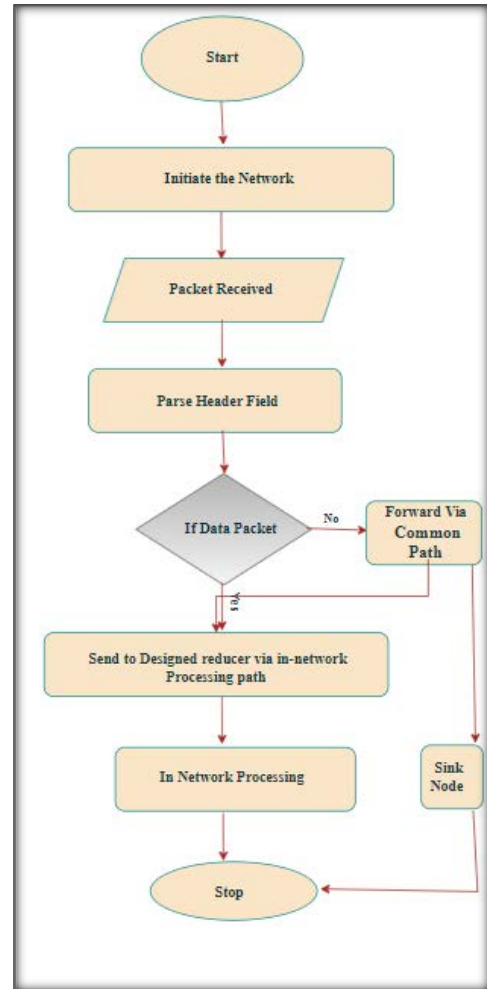 Start
Initiate the Network
Packet Received
Parse Header Field
If Data Packet
No
Forward Via
Common
Path
Yes
Send to Designed reducer via in-network
Processing path
In Network Processing
Sink
Node
Stop